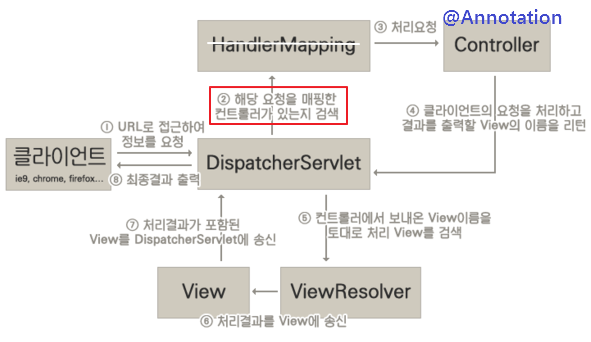 @Annotation
HandlerMapping
③ 처리요청
Controller
② 해당 요청을 매핑한
컨트롤러가 있는지 검색
④ 클라이언트의 요청을 처리하고
결과를 출력할 View의 이름을 리턴
① URL로 접근하여
정보를 요청
클라이언트
ie9, chrome, firefox...
DispatcherServlet
⑧ 최종결과 출력
⑦ 처리결과가 포함된
View를 DispatcherServlet에 송신
⑤ 컨트롤러에서 보내온 View이름을
토대로 처리 View를 검색
View
ViewResolver
⑥ 처리결과를 View에 송신